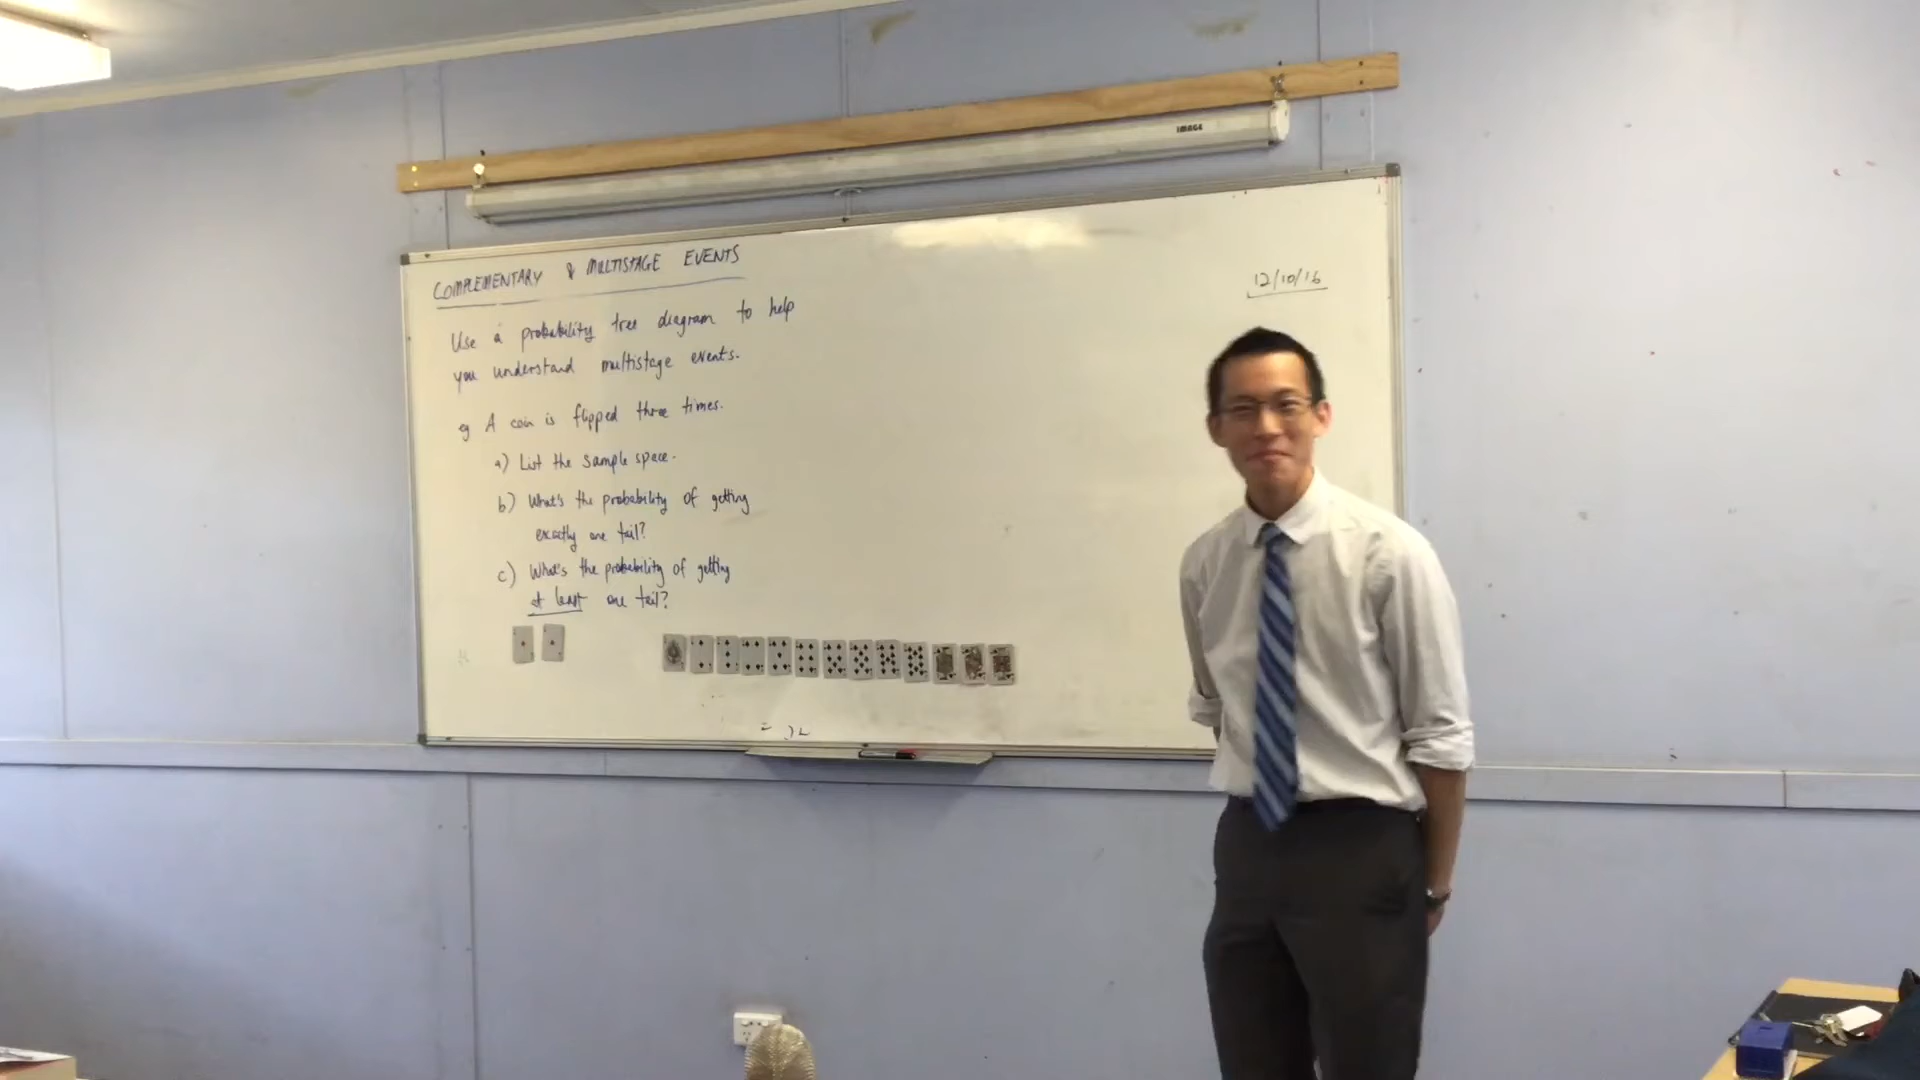 IMAGE
COMPLEMENTARY & MULTISTAGE EVENTS
12/10/16
Use a probability tree diagram to help
you understand multistage events.
eg A coin is flipped three times.
a) List the sample space.
b) What's the probability of getting
exactly one tail?
c) What's the probability of getting
at least one tail?